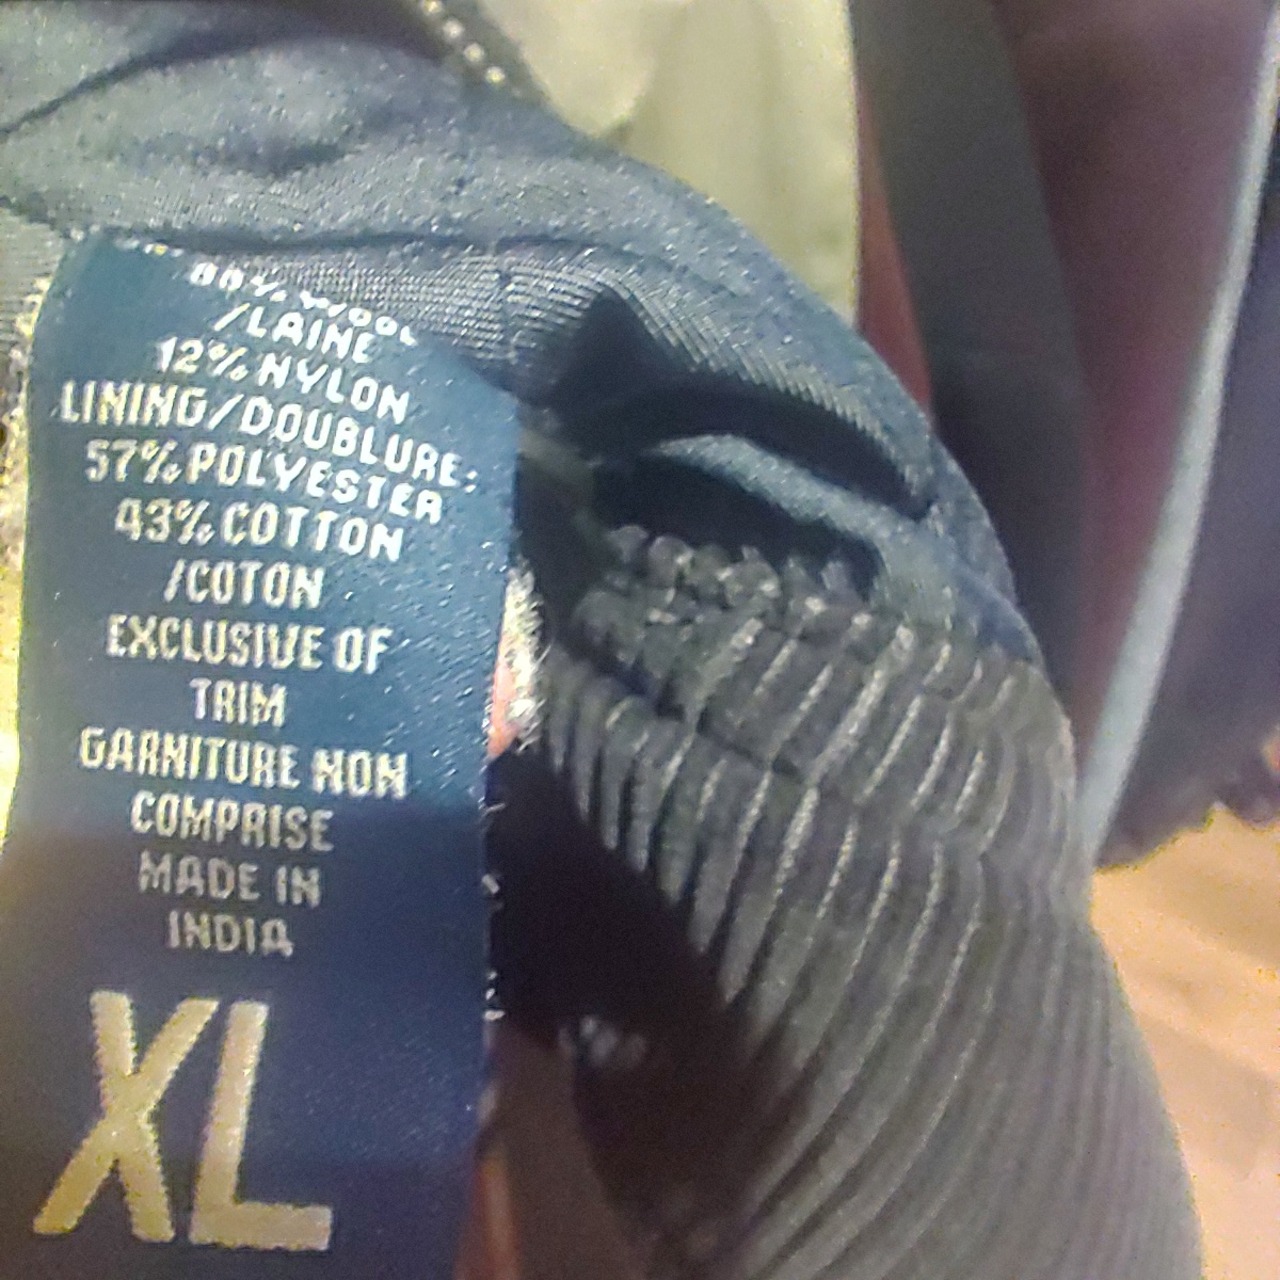 WOOL
/LAINE
12% NYLON
LINING/DOUBLURE:
57% POLYESTER
43% COTTON
/COTON
EXCLUSIVE OF
TRIM
GARNITURE NON
COMPRISE
MADE IN
INDIA
XL